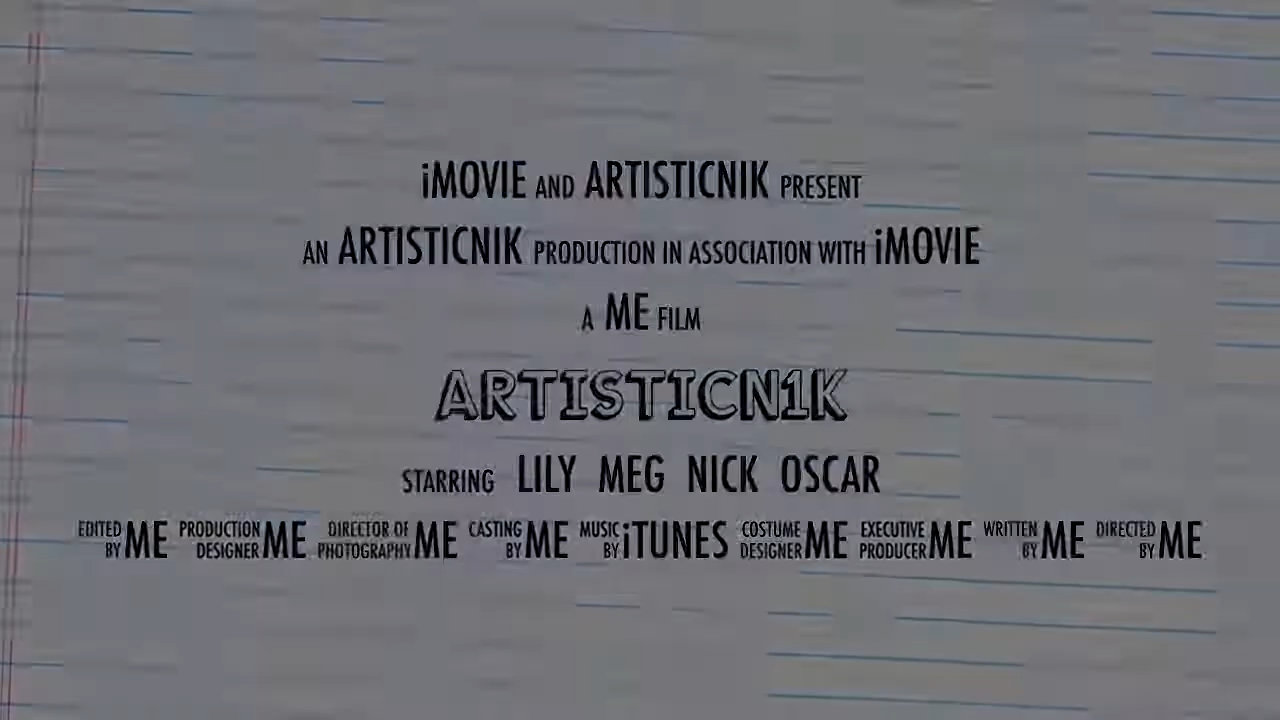 iMOVIE AND ARTISTICNIK PRESENT
AN ARTISTICNIK PRODUCTION IN ASSOCIATION WITH iMOVIE
A ME FILM
ARTISTICN1K
STARRING LILY MEG NICK OSCAR
EDITED BY ME PRODUCTION DESIGNER ME DIRECTOR OF PHOTOGRAPHY ME CASTING BY ME MUSIC BY iTUNES COSTUME DESIGNER ME EXECUTIVE PRODUCER ME WRITTEN BY ME DIRECTED BY ME